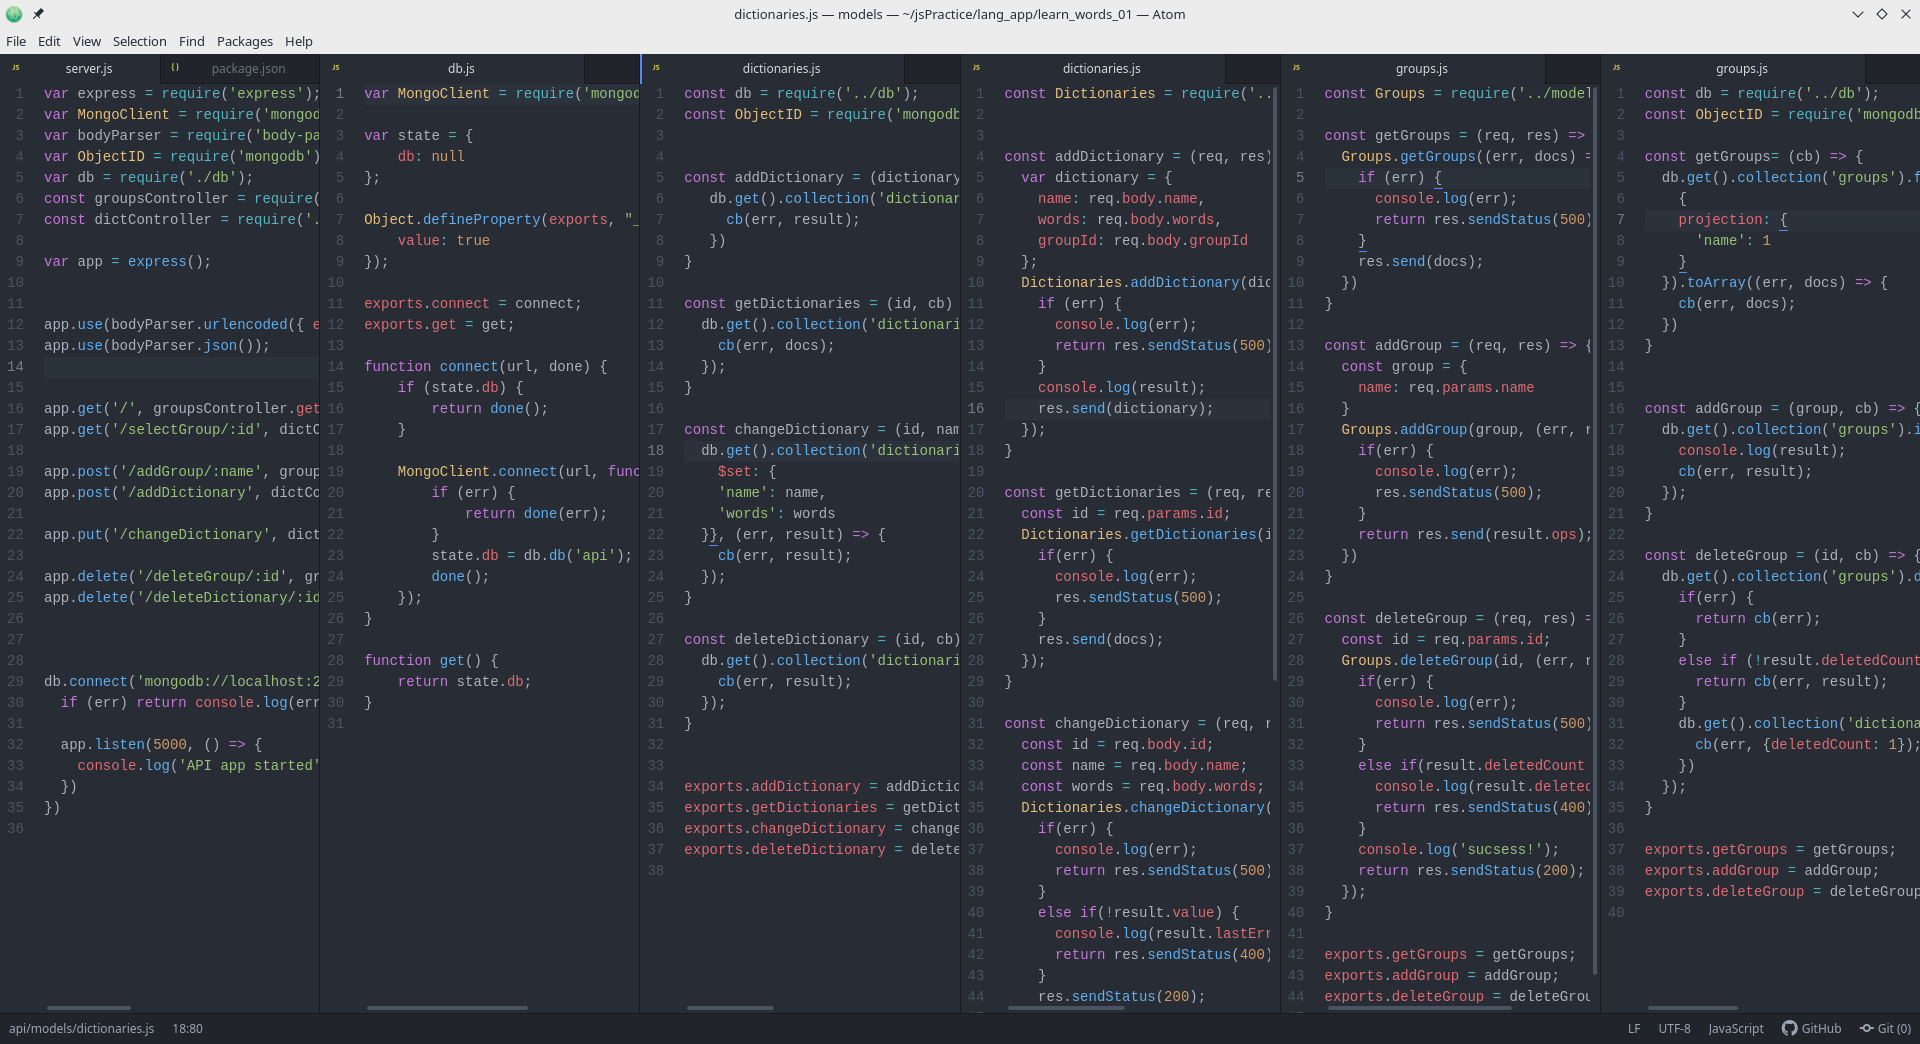 dictionaries.js — models — ~/jsPractice/lang_app/learn_words_01 — Atom
File Edit View Selection Find Packages Help
server.js
package.json
1 var express = require('express');
2 var MongoClient = require('mongod
3 var bodyParser = require('body-pa
4 var ObjectID = require('mongodb')
5 var db = require('./db');
6 const groupsController = require(
7 const dictController = require('.
8
9 var app = express();
10
11
12 app.use(bodyParser.urlencoded({ e
13 app.use(bodyParser.json());
14
15
16 app.get('/', groupsController.get
17 app.get('/selectGroup/:id', dictC
18
19 app.post('/addGroup/:name', group
20 app.post('/addDictionary', dictCo
21
22 app.put('/changeDictionary', dict
23
24 app.delete('/deleteGroup/:id', gr
25 app.delete('/deleteDictionary/:id
26
27
28
29 db.connect('mongodb://localhost:2
30 if (err) return console.log(err
31
32 app.listen(5000, () => {
33 console.log('API app started'
34 })
35 })
36
db.js
1 var MongoClient = require('mongod
2
3 var state = {
4 db: null
5 };
6
7 Object.defineProperty(exports, "_
8 value: true
9 });
10
11 exports.connect = connect;
12 exports.get = get;
13
14 function connect(url, done) {
15 if (state.db) {
16 return done();
17 }
18
19 MongoClient.connect(url, func
20 if (err) {
21 return done(err);
22 }
23 state.db = db.db('api');
24 done();
25 });
26 }
27
28 function get() {
29 return state.db;
30 }
31
dictionaries.js
1 const db = require('../db');
2 const ObjectID = require('mongodb
3
4
5 const addDictionary = (dictionary
6 db.get().collection('dictionar
7 cb(err, result);
8 })
9 }
10
11 const getDictionaries = (id, cb)
12 db.get().collection('dictionari
13 cb(err, docs);
14 });
15 }
16
17 const changeDictionary = (id, nam
18 db.get().collection('dictionari
19 $set: {
20 'name': name,
21 'words': words
22 }}, (err, result) => {
23 cb(err, result);
24 });
25 }
26
27 const deleteDictionary = (id, cb)
28 db.get().collection('dictionari
29 cb(err, result);
30 });
31 }
32
33
34 exports.addDictionary = addDictio
35 exports.getDictionaries = getDict
36 exports.changeDictionary = change
37 exports.deleteDictionary = delete
38
dictionaries.js
1 const Dictionaries = require('..
2
3
4 const addDictionary = (req, res)
5 var dictionary = {
6 name: req.body.name,
7 words: req.body.words,
8 groupId: req.body.groupId
9 };
10 Dictionaries.addDictionary(dic
11 if (err) {
12 console.log(err);
13 return res.sendStatus(500)
14 }
15 console.log(result);
16 res.send(dictionary);
17 });
18 }
19
20 const getDictionaries = (req, re
21 const id = req.params.id;
22 Dictionaries.getDictionaries(i
23 if(err) {
24 console.log(err);
25 res.sendStatus(500);
26 }
27 res.send(docs);
28 });
29 }
30
31 const changeDictionary = (req, r
32 const id = req.body.id;
33 const name = req.body.name;
34 const words = req.body.words;
35 Dictionaries.changeDictionary(
36 if(err) {
37 console.log(err);
38 return res.sendStatus(500)
39 }
40 else if(!result.value) {
41 console.log(result.lastErr
42 return res.sendStatus(400)
43 }
44 res.sendStatus(200);
groups.js
1 const Groups = require('../model
2
3 const getGroups = (req, res) =>
4 Groups.getGroups((err, docs) =
5 if (err) {
6 console.log(err);
7 return res.sendStatus(500)
8 }
9 res.send(docs);
10 })
11 }
12
13 const addGroup = (req, res) => {
14 const group = {
15 name: req.params.name
16 }
17 Groups.addGroup(group, (err, r
18 if(err) {
19 console.log(err);
20 res.sendStatus(500);
21 }
22 return res.send(result.ops);
23 })
24 }
25
26 const deleteGroup = (req, res) =
27 const id = req.params.id;
28 Groups.deleteGroup(id, (err, r
29 if(err) {
30 console.log(err);
31 return res.sendStatus(500)
32 }
33 else if(result.deletedCount
34 console.log(result.deleted
35 return res.sendStatus(400)
36 }
37 console.log('sucsess!');
38 return res.sendStatus(200);
39 });
40 }
41
42 exports.getGroups = getGroups;
43 exports.addGroup = addGroup;
44 exports.deleteGroup = deleteGrou
groups.js
1 const db = require('../db');
2 const ObjectID = require('mongodb
3
4 const getGroups= (cb) => {
5 db.get().collection('groups').f
6 {
7 projection: {
8 'name': 1
9 }
10 }).toArray((err, docs) => {
11 cb(err, docs);
12 })
13 }
14
15
16 const addGroup = (group, cb) => {
17 db.get().collection('groups').i
18 console.log(result);
19 cb(err, result);
20 });
21 }
22
23 const deleteGroup = (id, cb) => {
24 db.get().collection('groups').d
25 if(err) {
26 return cb(err);
27 }
28 else if (!result.deletedCount
29 return cb(err, result);
30 }
31 db.get().collection('dictiona
32 cb(err, {deletedCount: 1});
33 })
34 });
35 }
36
37 exports.getGroups = getGroups;
38 exports.addGroup = addGroup;
39 exports.deleteGroup = deleteGroup
40
api/models/dictionaries.js 18:80 LF UTF-8 JavaScript GitHub Git (0)